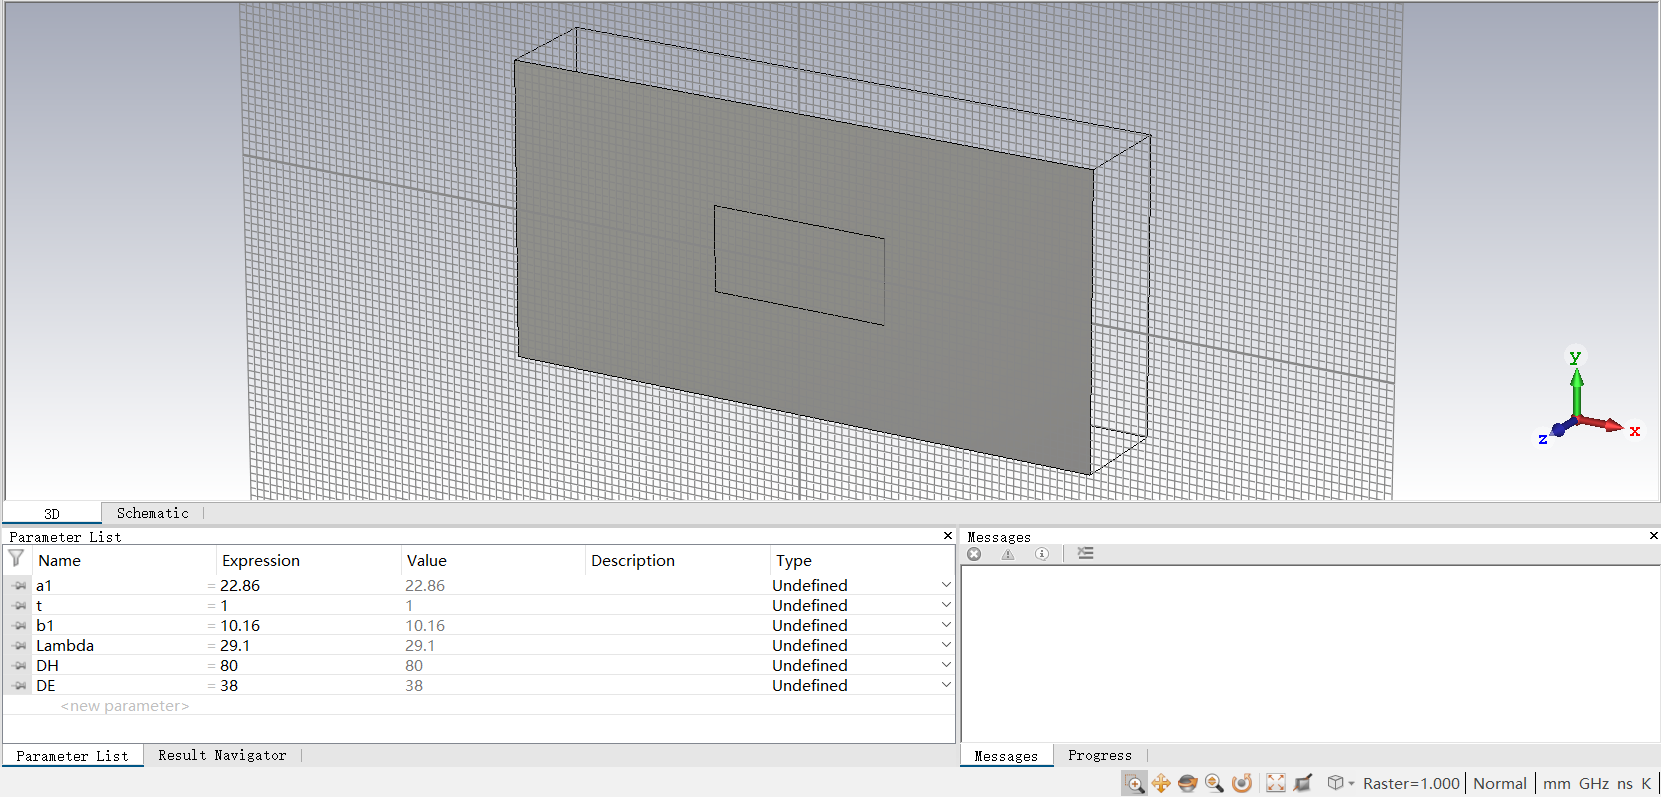 y
x
z
3D Schematic
Parameter List
Name Expression Value Description Type
a1 = 22.86 22.86 Undefined
t = 1 1 Undefined
b1 = 10.16 10.16 Undefined
Lambda = 29.1 29.1 Undefined
DH = 80 80 Undefined
DE = 38 38 Undefined
<new parameter>
Parameter List Result Navigator
Messages
Messages Progress
Raster=1.000 Normal mm GHz ns K